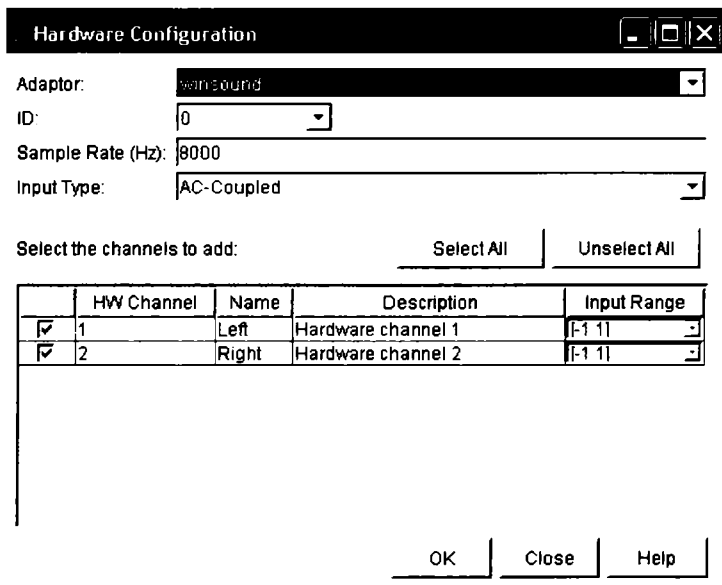 Hardware Configuration
Adaptor: winsound
ID: 0
Sample Rate (Hz): 8000
Input Type: AC-Coupled
Select the channels to add: Select All Unselect All
HW Channel Name Description Input Range
1 Left Hardware channel 1 [-1 1]
2 Right Hardware channel 2 [-1 1]
OK Close Help